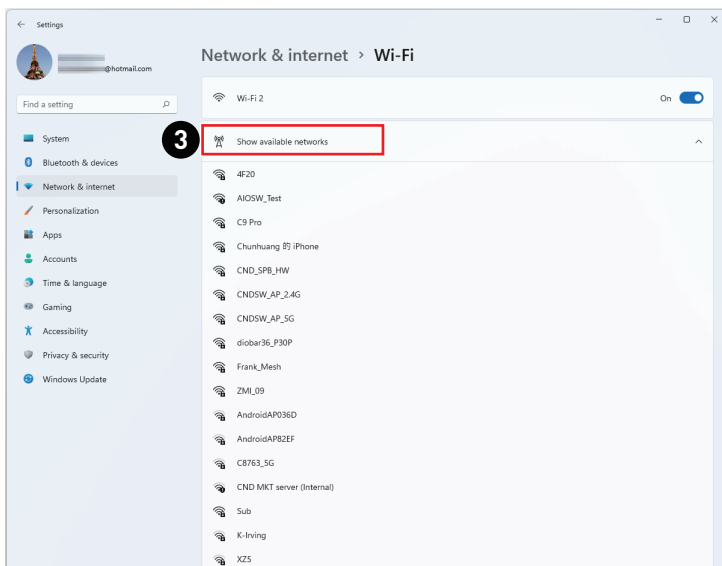 Settings
@hotmail.com
Find a setting
System
Bluetooth & devices
Network & internet
Personalization
Apps
Accounts
Time & language
Gaming
Accessibility
Privacy & security
Windows Update
Network & internet › Wi-Fi
Wi-Fi 2 On
3 Show available networks
4F20
AIOSW_Test
C9 Pro
Chunhuang 的 iPhone
CND_SPB_HW
CNDSW_AP_2.4G
CNDSW_AP_5G
diobar36_P30P
Frank_Mesh
ZMI_09
AndroidAP036D
AndroidAP82EF
C8763_5G
CND MKT server (Internal)
Sub
K-Irving
XZ5